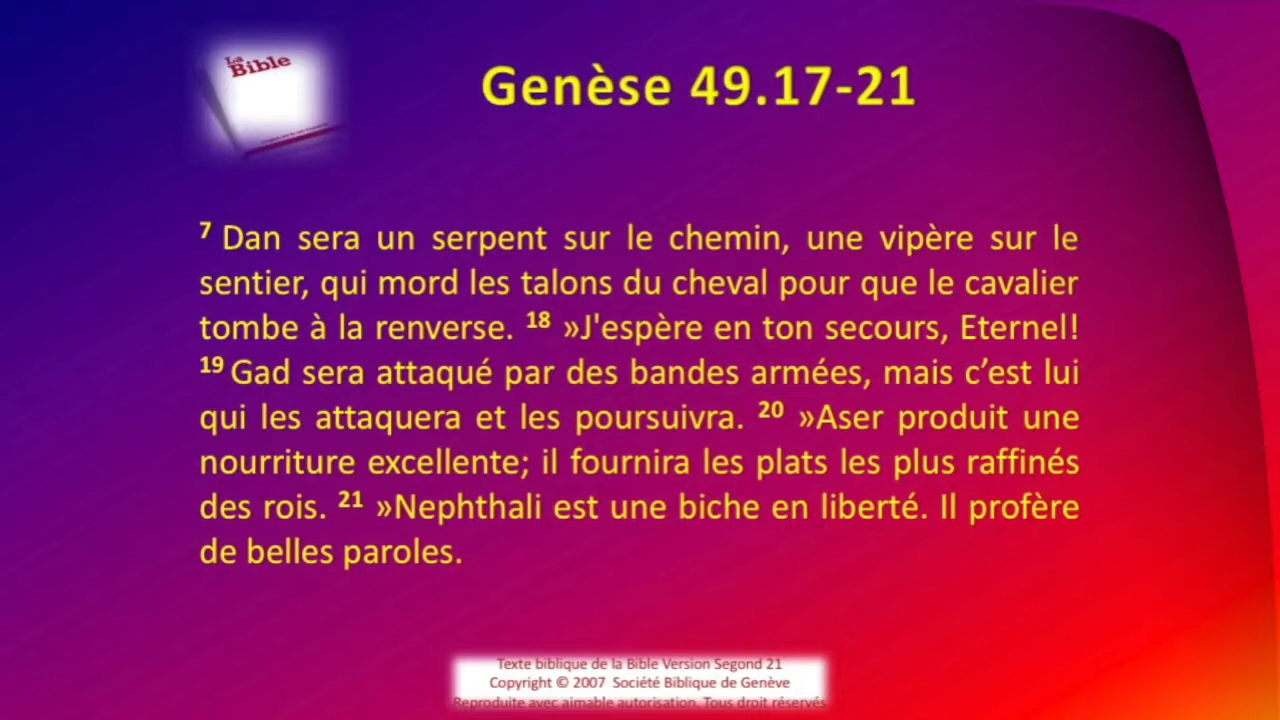 La
Bible
Genèse 49.17-21
7 Dan sera un serpent sur le chemin, une vipère sur le
sentier, qui mord les talons du cheval pour que le cavalier
tombe à la renverse. 18 »J'espère en ton secours, Eternel!
19 Gad sera attaqué par des bandes armées, mais c’est lui
qui les attaquera et les poursuivra. 20 »Aser produit une
nourriture excellente; il fournira les plats les plus raffinés
des rois. 21 »Nephthali est une biche en liberté. Il profère
de belles paroles.
Texte biblique de la Bible Version Segond 21
Copyright © 2007 Société Biblique de Genève
Reproduite avec aimable autorisation. Tous droit réservés